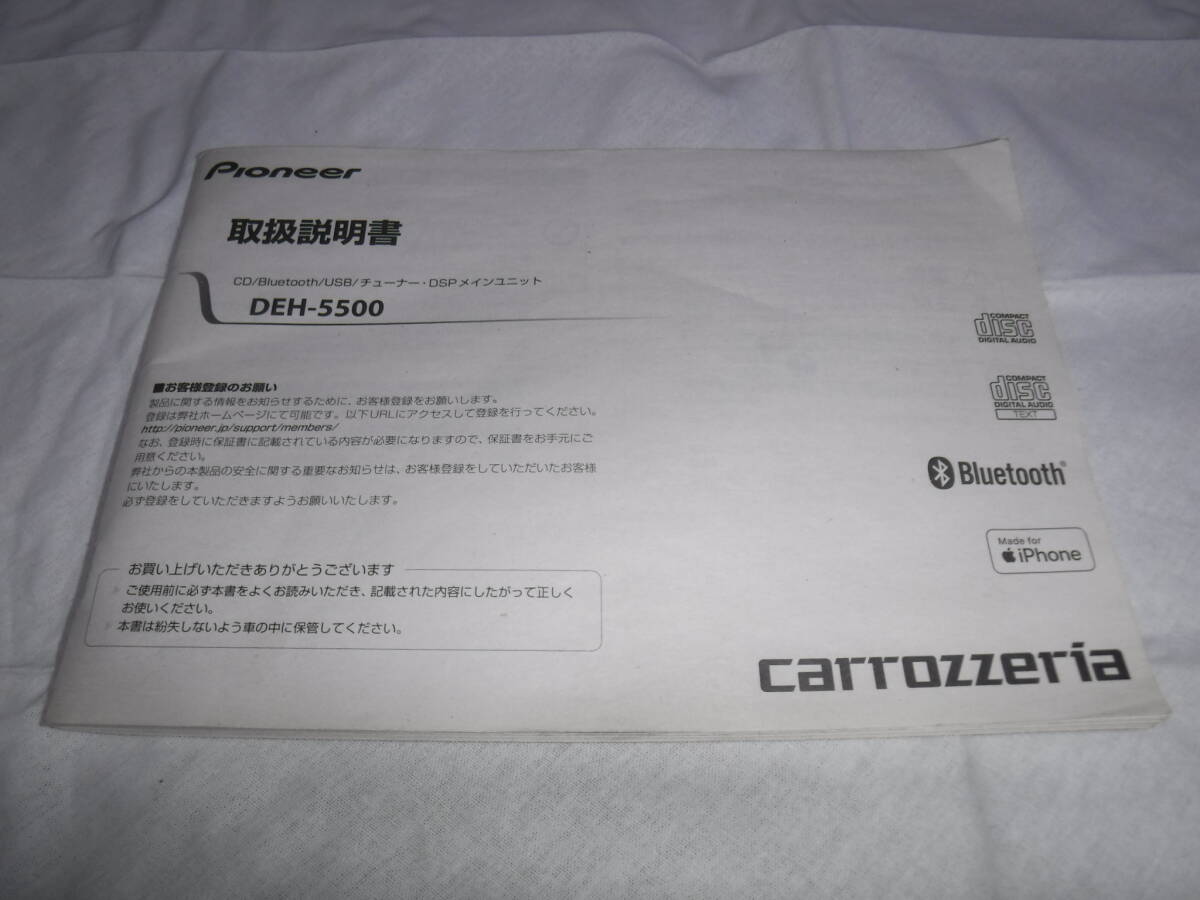 Pioneer
取扱説明書
CD/Bluetooth/USB/チューナー・DSPメインユニット
DEH-5500
■お客様登録のお願い
製品に関する情報をお知らせするために、お客様登録をお願いします。
登録は弊社ホームページにて可能です。以下URLにアクセスして登録を行ってください。
http://pioneer.jp/support/members/
なお、登録時に保証書に記載されている内容が必要になりますので、保証書をお手元にご
用意ください。
弊社からの本製品の安全に関する重要なお知らせは、お客様登録をしていただいたお客様
にいたします。
必ず登録をしていただきますようお願いいたします。
お買い上げいただきありがとうございます
ご使用前に必ず本書をよくお読みいただき、記載された内容にしたがって正しく
お使いください。
本書は紛失しないよう車の中に保管してください。
COMPACT
disc
DIGITAL AUDIO
COMPACT
disc
DIGITAL AUDIO
TEXT
Bluetooth®
Made for
iPhone
carrozzeria